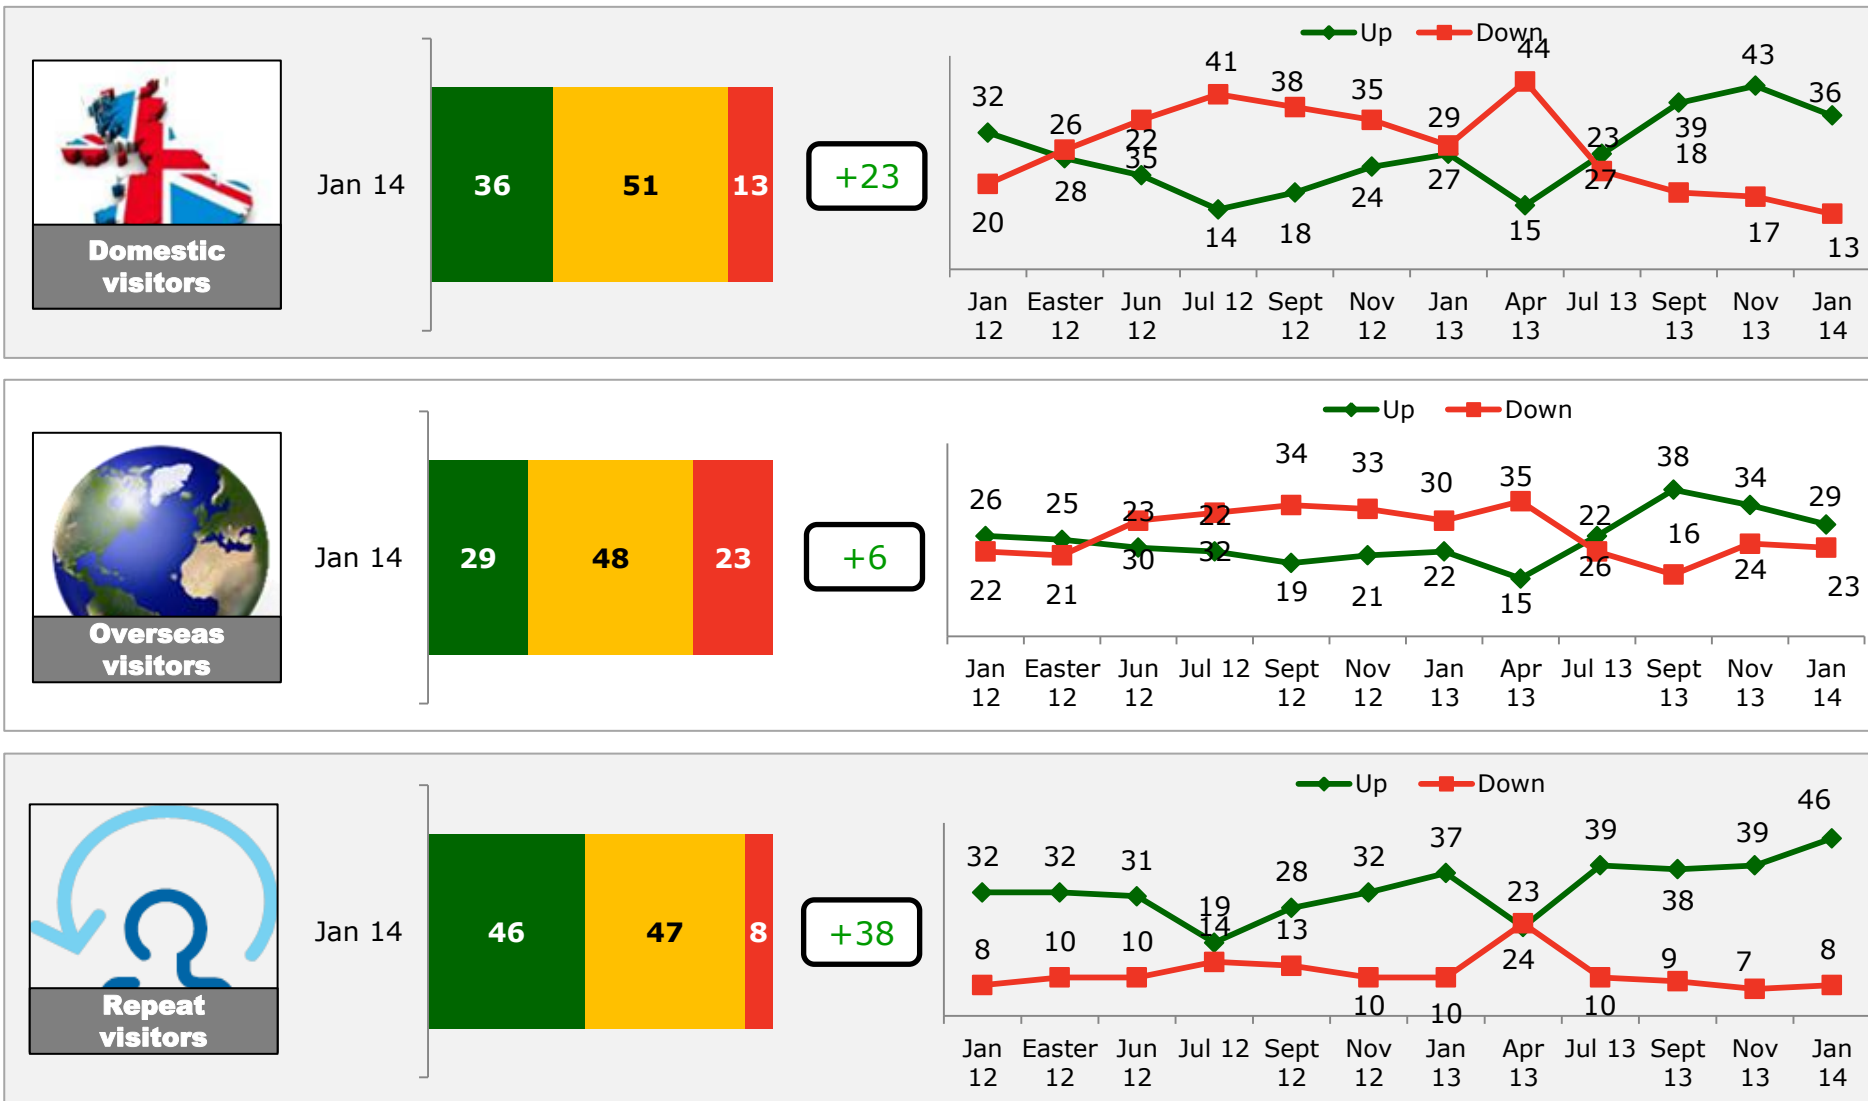 Up Down
32 26 22 41 38 35 29 44 23 39 43 36
20 28 35 14 18 24 27 15 27 18 17 13
Jan 14
36 51 13
+23
Domestic
visitors
Jan Easter Jun Jul 12 Sept Nov Jan Apr Jul 13 Sept Nov Jan
12 12 12 12 12 13 13 13 13 14
Up Down
26 25 23 22 34 33 30 35 22 38 34 29
22 21 30 32 19 21 22 15 26 16 24 23
Jan 14
29 48 23
+6
Overseas
visitors
Jan Easter Jun Jul 12 Sept Nov Jan Apr Jul 13 Sept Nov Jan
12 12 12 12 12 13 13 13 13 14
Up Down
32 32 31 19 28 32 37 23 39 38 39 46
8 10 10 14 13 10 10 24 10 9 7 8
Jan 14
46 47 8
+38
Repeat
visitors
Jan Easter Jun Jul 12 Sept Nov Jan Apr Jul 13 Sept Nov Jan
12 12 12 12 12 13 13 13 13 14